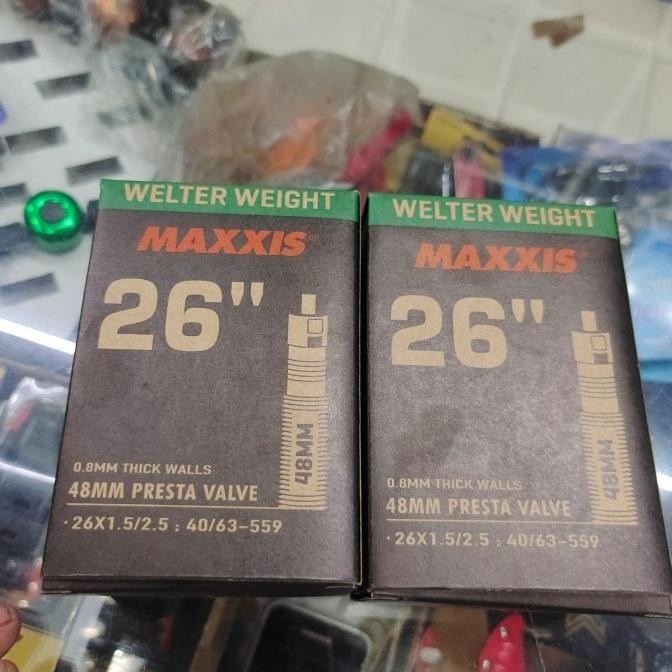 WELTER WEIGHT
MAXXIS®
26"
48MM
0.8MM THICK WALLS
48MM PRESTA VALVE
·26X1.5/2.5 : 40/63-559
WELTER WEIGHT
MAXXIS®
26"
48MM
0.8MM THICK WALLS
48MM PRESTA VALVE
·26X1.5/2.5 : 40/63-559